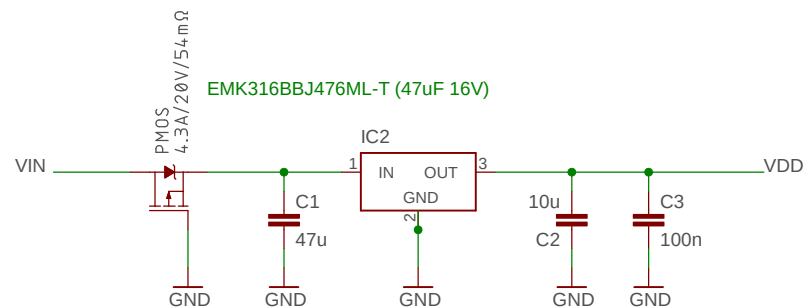 PMOS
4.3A/20V/54mΩ
EMK316BBJ476ML-T (47uF 16V)
IC2
VIN
1
IN
OUT
3
VDD
GND
2
C1
47u
10u
C2
C3
100n
GND
GND
GND
GND
GND